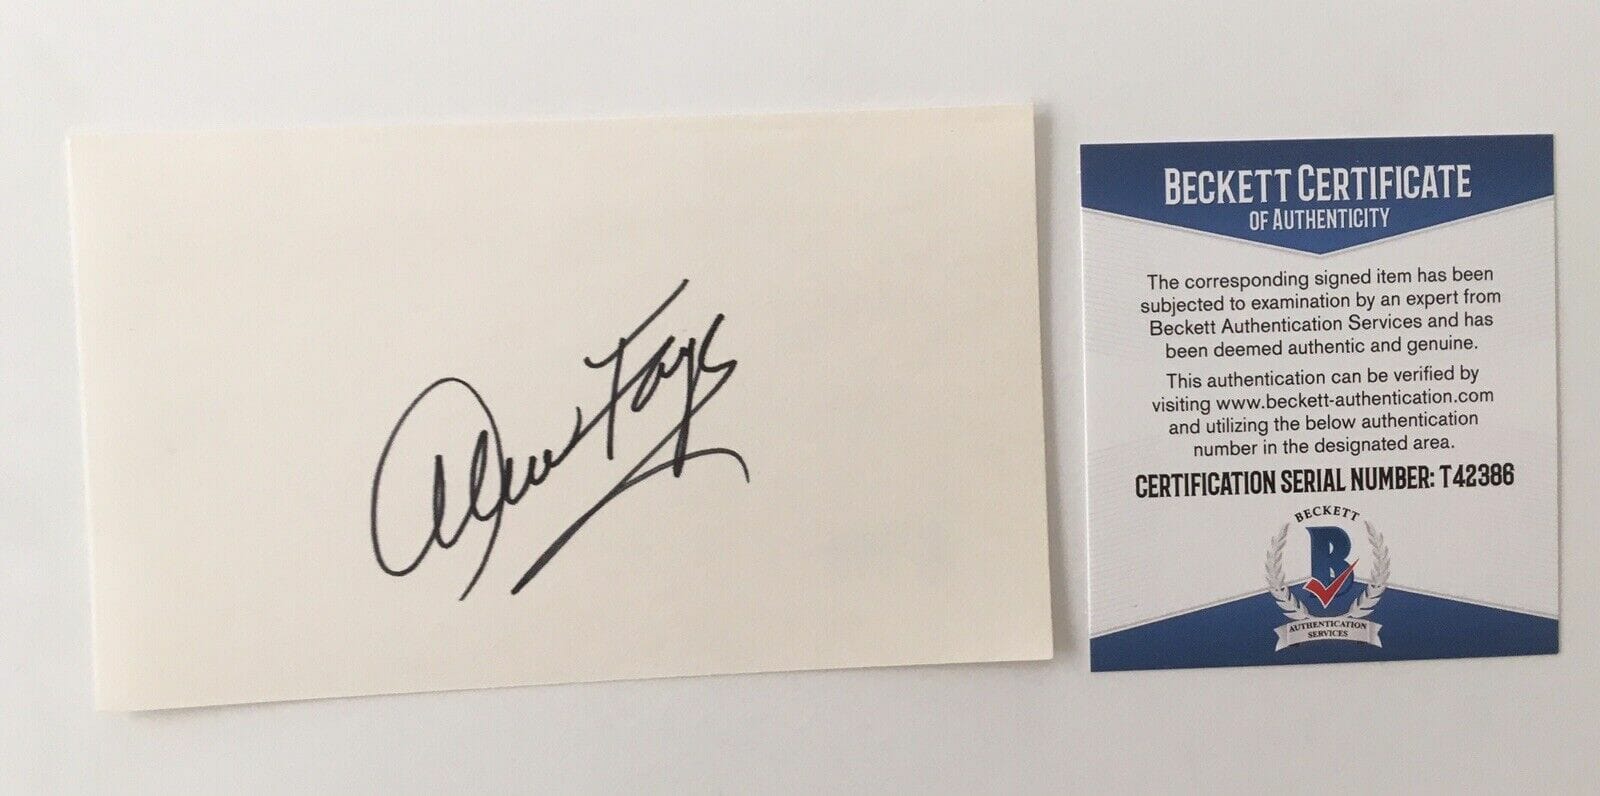 Alice Faye
BECKETT CERTIFICATE
OF AUTHENTICITY
The corresponding signed item has been
subjected to examination by an expert from
Beckett Authentication Services and has
been deemed authentic and genuine.
This authentication can be verified by
visiting www.beckett-authentication.com
and utilizing the below authentication
number in the designated area.
CERTIFICATION SERIAL NUMBER: T42386
BECKETT
B
AUTHENTICATION
SERVICES